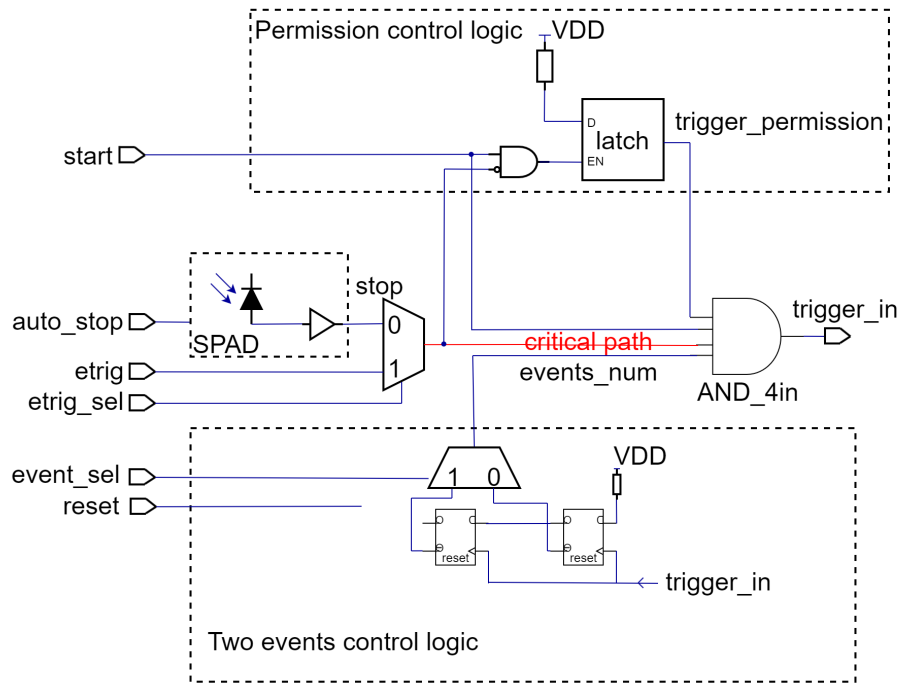 Permission control logic
VDD
D
latch
EN
trigger_permission
start
stop
auto_stop
SPAD
0
1
etrig
etrig_sel
critical path
events_num
trigger_in
AND_4in
event_sel
reset
1 0
VDD
reset
reset
trigger_in
Two events control logic